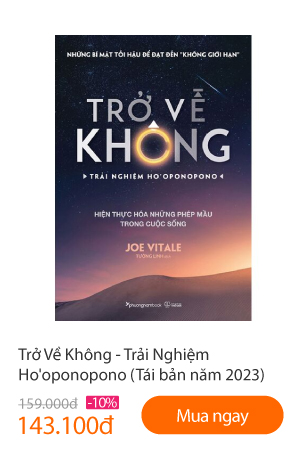 NHỮNG BÍ MẬT TỐI HẬU ĐỂ ĐẠT ĐẾN "KHÔNG GIỚI HẠN"
TRỞ VỀ
KHÔNG
TRẢI NGHIỆM HO'OPONOPONO
HIỆN THỰC HÓA NHỮNG PHÉP MÀU
TRONG CUỘC SỐNG
JOE VITALE
phuongnambook
Trở Về Không - Trải Nghiệm
Ho'oponopono (Tái bản năm 2023)
159.000đ -10%
143.100đ
Mua ngay